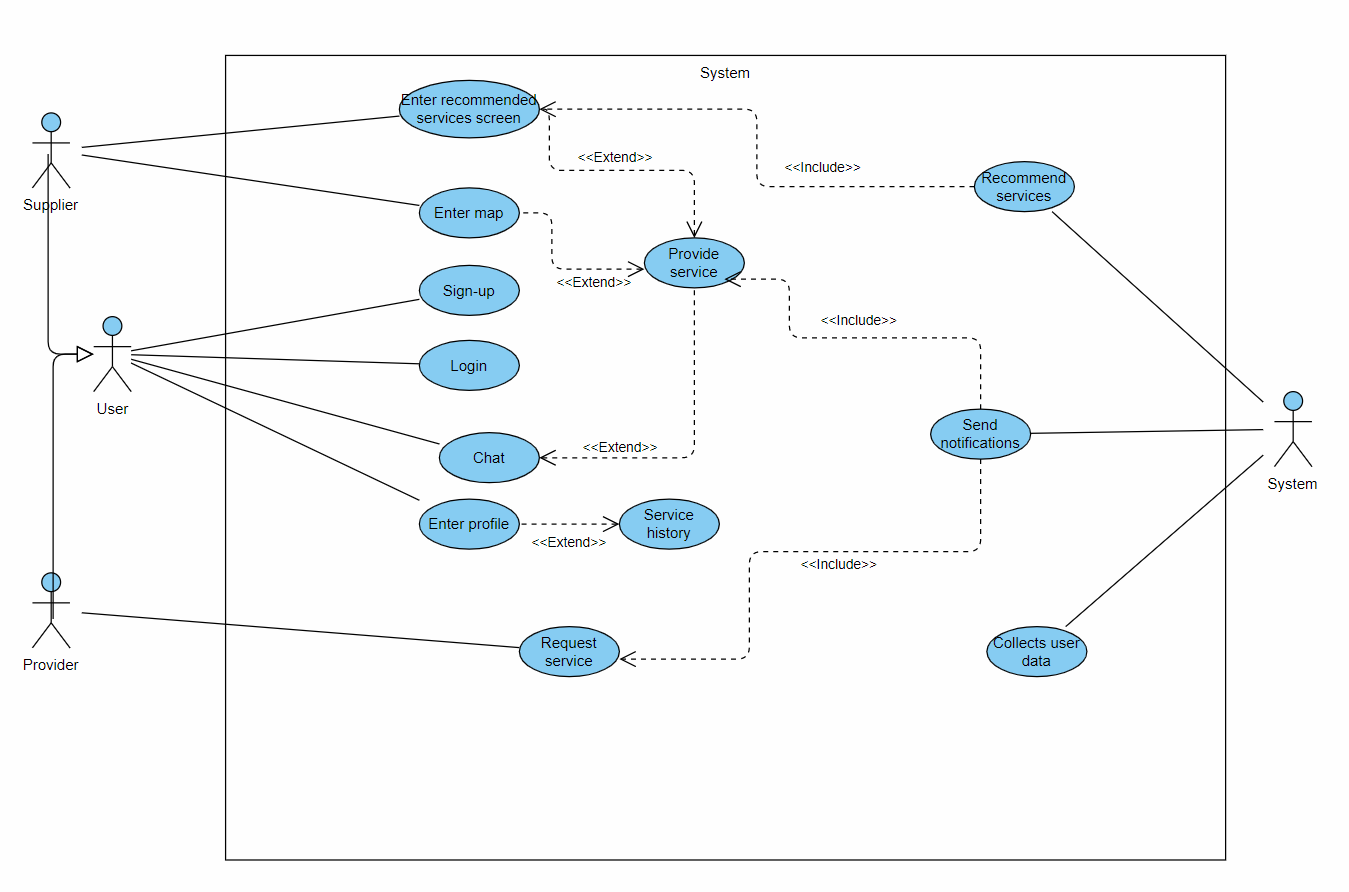 System
Enter recommended
services screen
<<Extend>>
<<Include>>
Recommend
services
Supplier
Enter map
Provide
service
<<Extend>>
Sign-up
<<Include>>
Login
User
Send
notifications
<<Extend>>
Chat
System
Enter profile
Service
history
<<Extend>>
<<Include>>
Provider
Request
service
Collects user
data